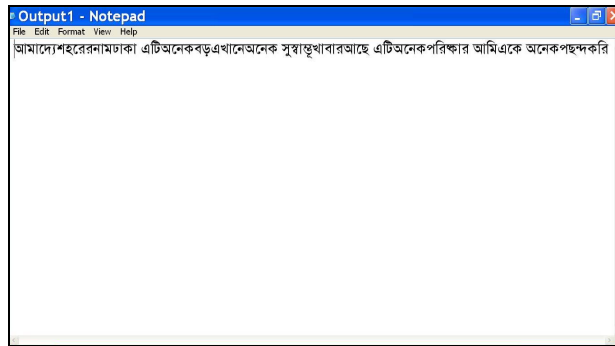 Output1 - Notepad
File Edit Format View Help
আমাদ্যেশহরেরনামঢাকা এটিঅনেকবড়এখানেঅনেক সুস্বাম্ভূখাবারআছে এটিঅনেকপরিষ্কার আমিএকে অনেকপছন্দকরি